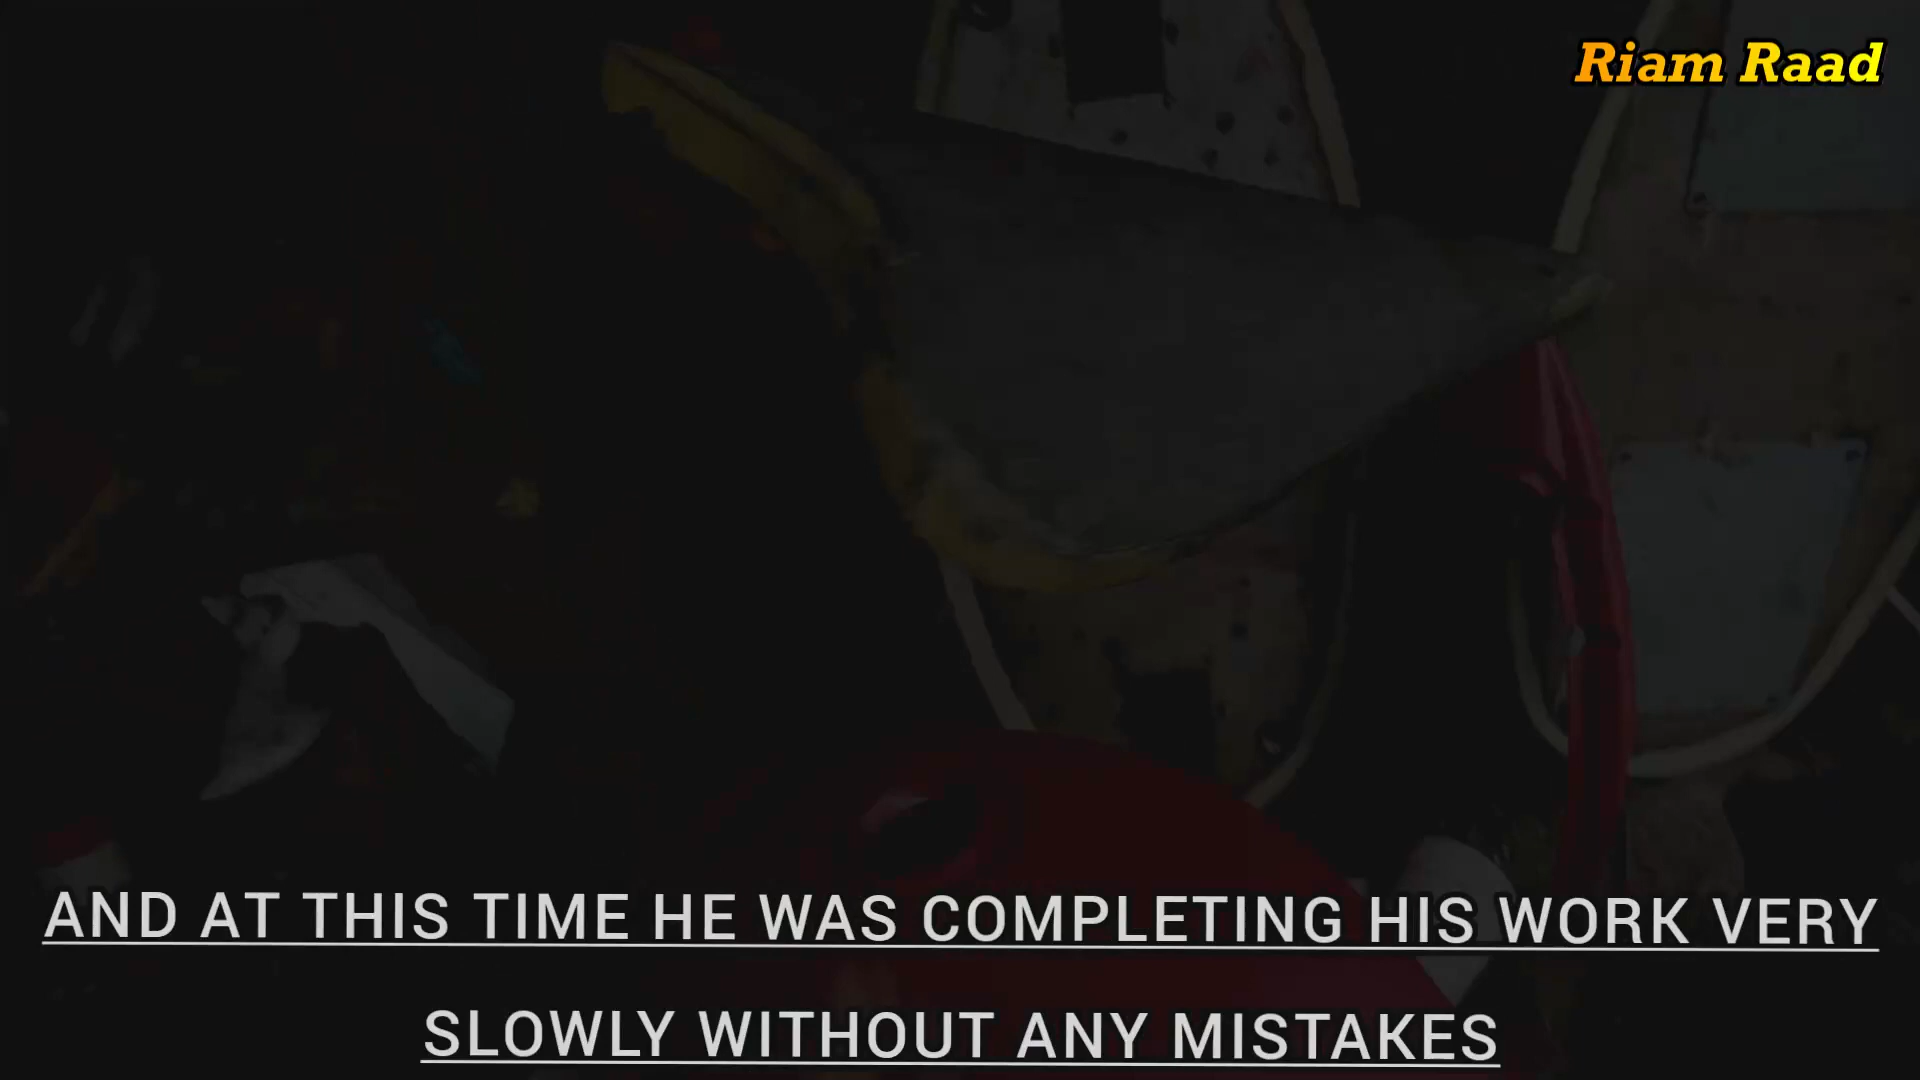 Riam Raad
AND AT THIS TIME HE WAS COMPLETING HIS WORK VERY
SLOWLY WITHOUT ANY MISTAKES